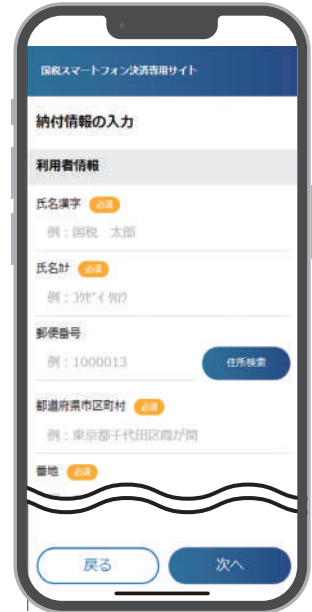 国税スマートフォン決済専用サイト
納付情報の入力
利用者情報
氏名漢字 必須
例：国税　太郎
氏名ｶﾅ 必須
例：ｺｸｾﾞｲ ﾀﾛｳ
郵便番号
例：1000013 住所検索
都道府県市区町村 必須
例：東京都千代田区霞が関
番地 必須
戻る 次へ